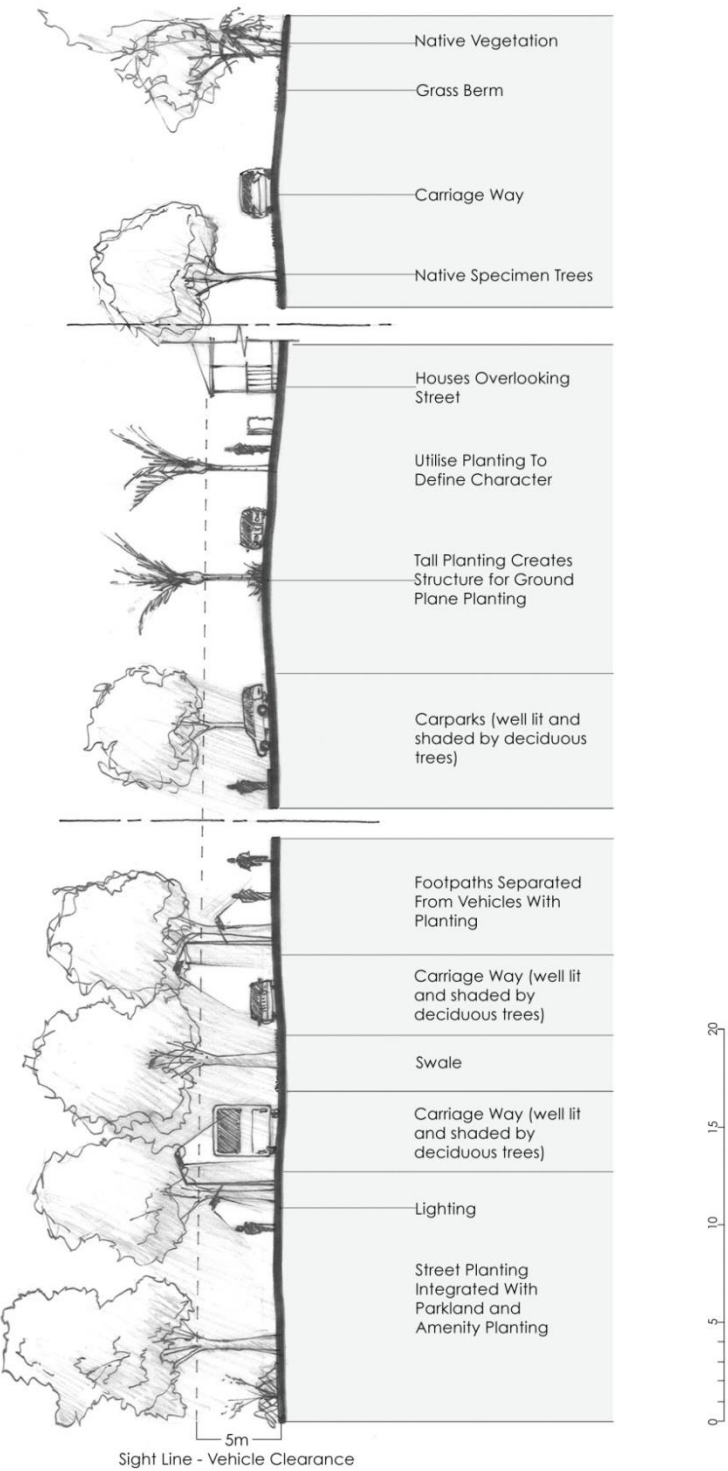 Native Vegetation
Grass Berm
Carriage Way
Native Specimen Trees
Houses Overlooking
Street
Utilise Planting To
Define Character
Tall Planting Creates
Structure for Ground
Plane Planting
Carparks (well lit and
shaded by deciduous
trees)
Footpaths Separated
From Vehicles With
Planting
Carriage Way (well lit
and shaded by
deciduous trees)
Swale
Carriage Way (well lit
and shaded by
deciduous trees)
Lighting
Street Planting
Integrated With
Parkland and
Amenity Planting
20
15
10
5
0
5m
Sight Line - Vehicle Clearance